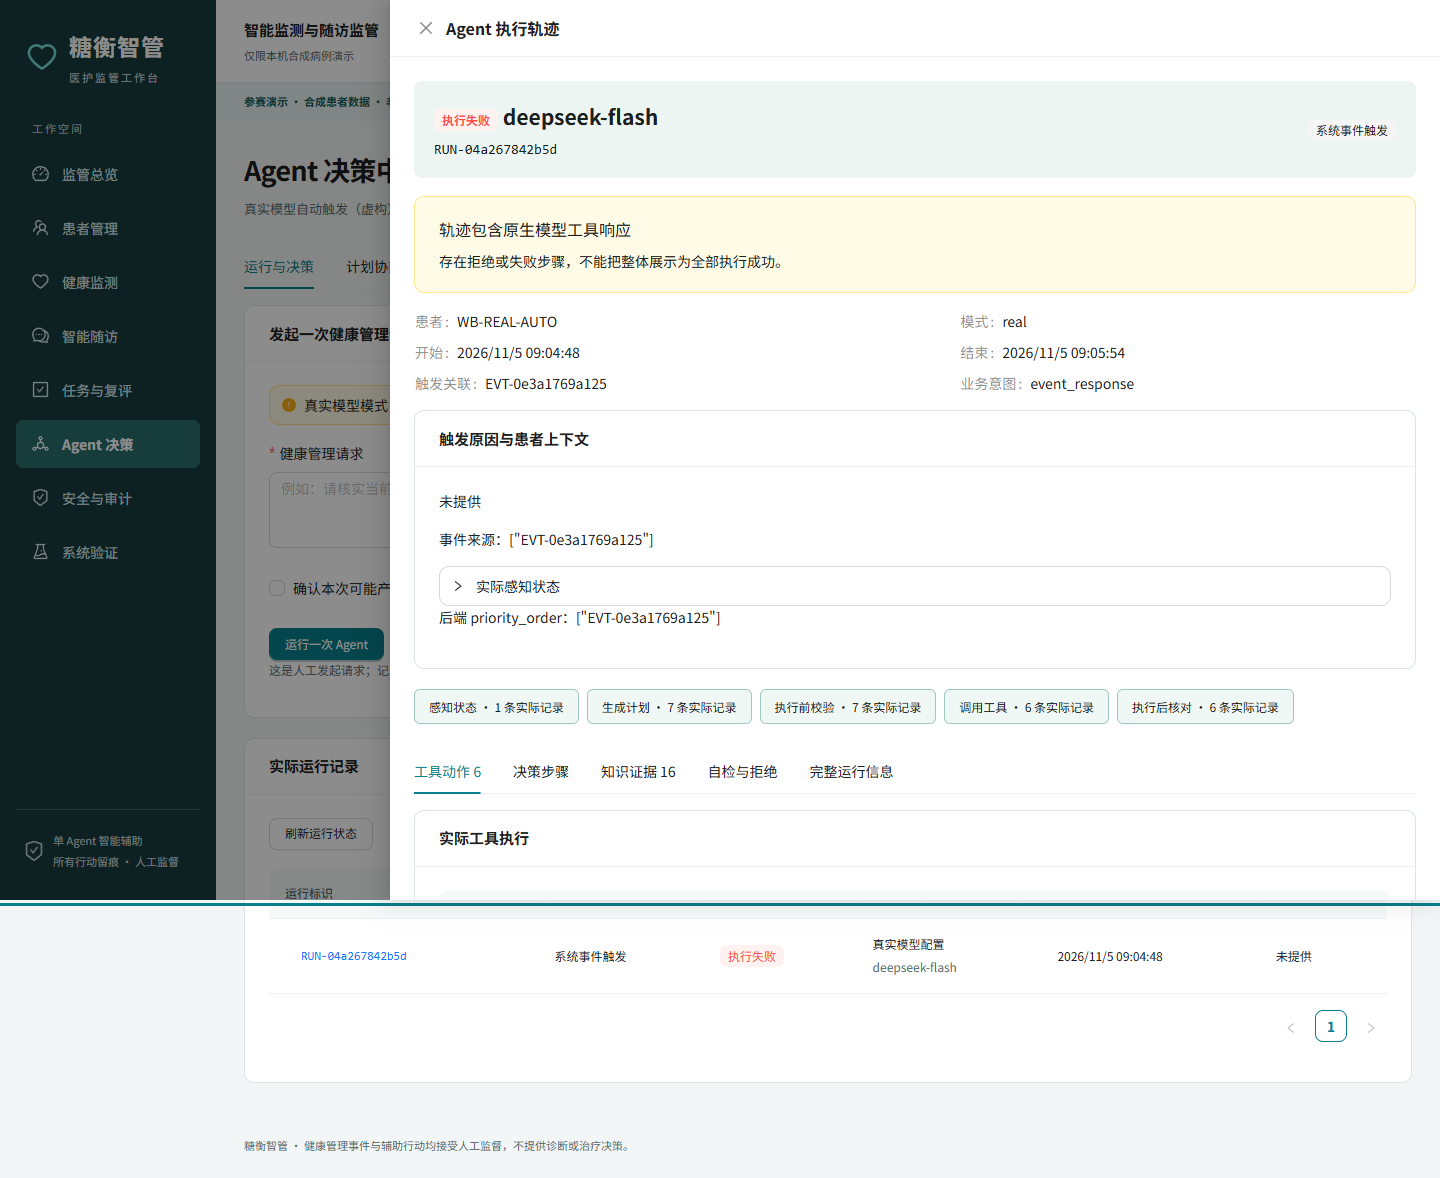 糖衡智管
医护监管工作台
工作空间
监管总览
患者管理
健康监测
智能随访
任务与复评
Agent 决策
安全与审计
系统验证
单 Agent 智能辅助
所有行动留痕 · 人工监督
智能监测与随访监管
仅限本机合成病例演示
参赛演示 · 合成患者数据 ·
Agent 决策中
真实模型自动触发（虚构
运行与决策
计划协
发起一次健康管理
真实模型模式
* 健康管理请求
例如：请核实当前
确认本次可能产
运行一次 Agent
这是人工发起请求；记
实际运行记录
刷新运行状态
运行标识
Agent 执行轨迹
执行失败 deepseek-flash
RUN-04a267842b5d
系统事件触发
轨迹包含原生模型工具响应
存在拒绝或失败步骤，不能把整体展示为全部执行成功。
患者： WB-REAL-AUTO
模式： real
开始： 2026/11/5 09:04:48
结束： 2026/11/5 09:05:54
触发关联： EVT-0e3a1769a125
业务意图： event_response
触发原因与患者上下文
未提供
事件来源：["EVT-0e3a1769a125"]
实际感知状态
后端 priority_order：["EVT-0e3a1769a125"]
感知状态 · 1 条实际记录
生成计划 · 7 条实际记录
执行前校验 · 7 条实际记录
调用工具 · 6 条实际记录
执行后核对 · 6 条实际记录
工具动作 6
决策步骤
知识证据 16
自检与拒绝
完整运行信息
实际工具执行
RUN-04a267842b5d
系统事件触发
执行失败
真实模型配置
deepseek-flash
2026/11/5 09:04:48
未提供
1
糖衡智管 · 健康管理事件与辅助行动均接受人工监督，不提供诊断或治疗决策。